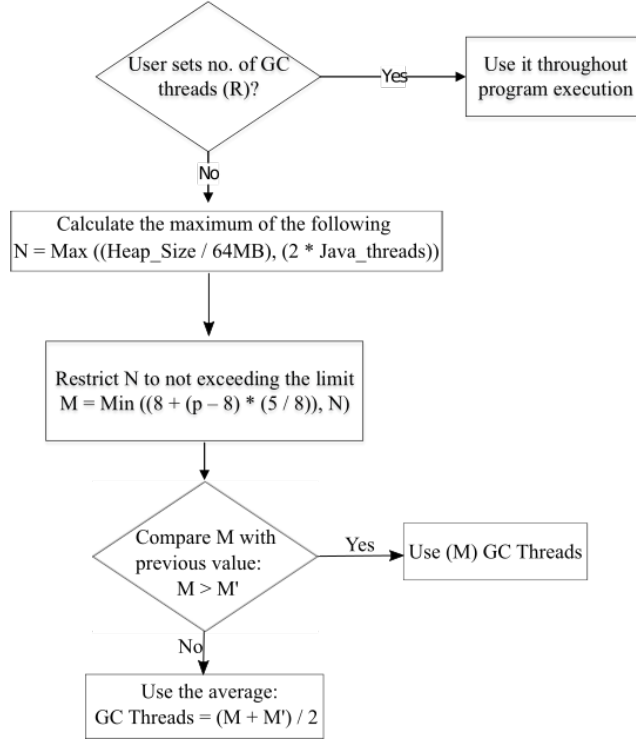 User sets no. of GC
threads (R)?
Yes
Use it throughout
program execution
No
Calculate the maximum of the following
N = Max ((Heap_Size / 64MB), (2 * Java_threads))
Restrict N to not exceeding the limit
M = Min ((8 + (p – 8) * (5 / 8)), N)
Compare M with
previous value:
M > M'
Yes
Use (M) GC Threads
No
Use the average:
GC Threads = (M + M') / 2